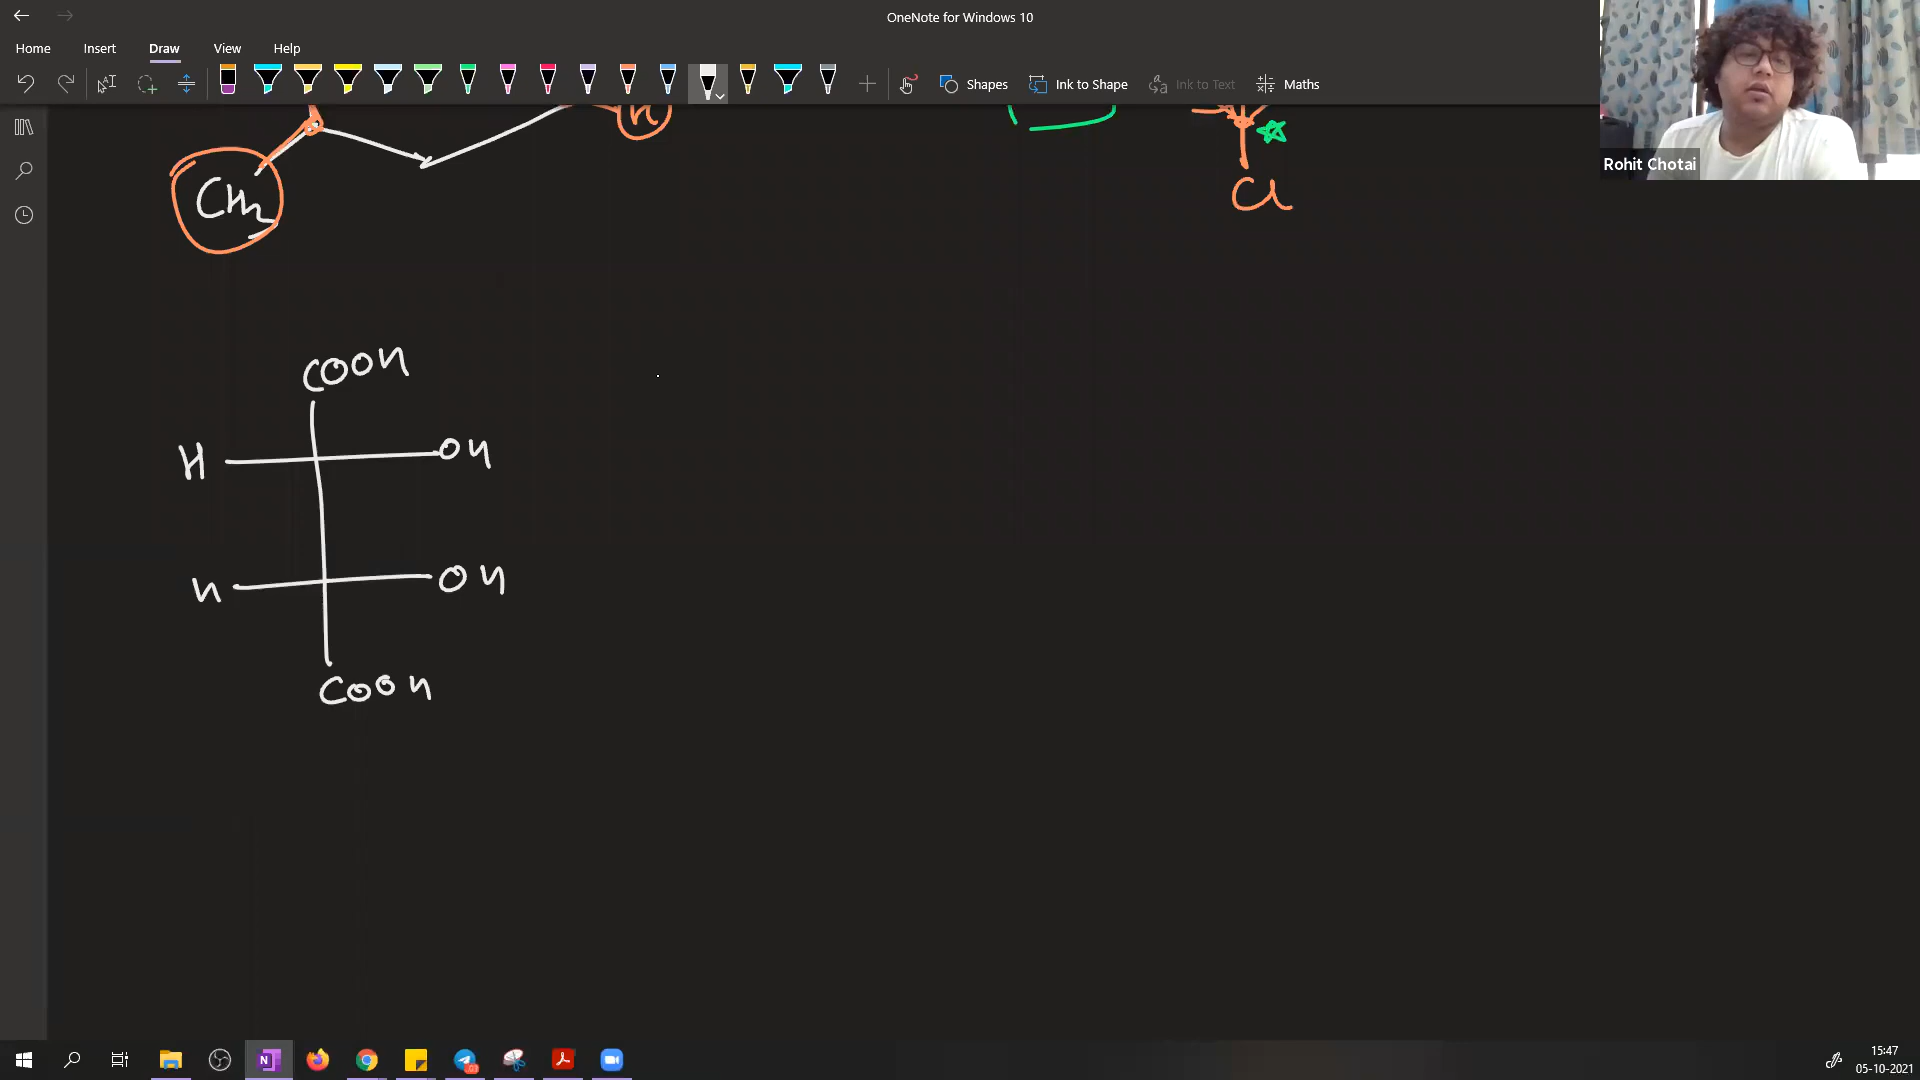 OneNote for Windows 10
Home Insert Draw View Help
Shapes Ink to Shape Ink to Text Maths
Rohit Chotai
Cl
COOH
H OH
H OH
COOH
15:47
05-10-2021